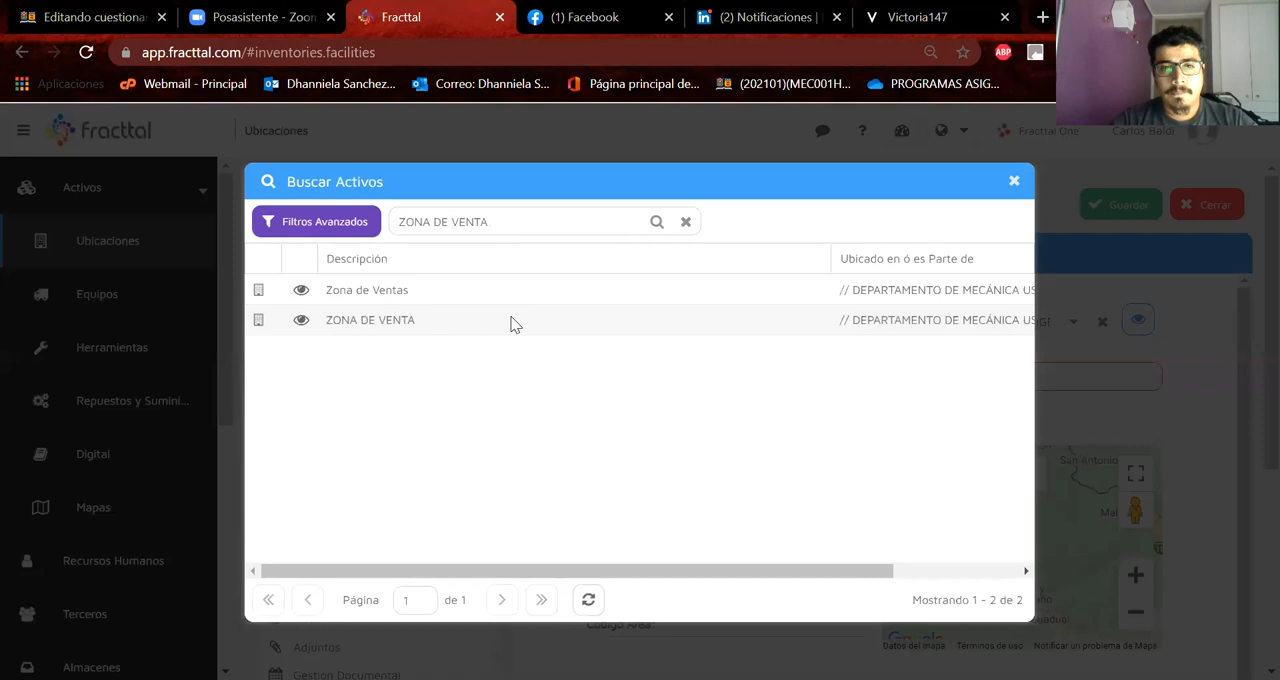 Editando cuestiona
Posasistente - Zoom
Fracttal
(1) Facebook
(2) Notificaciones |
Victoria147
app.fracttal.com/#inventories.facilities
ABP
Aplicaciones
Webmail - Principal
Dhanniela Sanchez...
Correo: Dhanniela S...
Página principal de...
(202101)(MEC001H...
PROGRAMAS ASIG...
fracttal
Ubicaciones
Fracttal One
Carlos Baldi
Activos
Ubicaciones
Equipos
Herramientas
Repuestos y Sumini...
Digital
Mapas
Recursos Humanos
Terceros
Almacenes
Guardar
Cerrar
Buscar Activos
Filtros Avanzados
ZONA DE VENTA
Descripción
Ubicado en ó es Parte de
Zona de Ventas
// DEPARTAMENTO DE MECÁNICA US
ZONA DE VENTA
// DEPARTAMENTO DE MECÁNICA US
San Antonio
Página
1
de 1
Mostrando 1 - 2 de 2
Código Area
Adjuntos
Gestion Documental
Google
Datos del mapa
Términos de uso
Notificar un problema de Maps